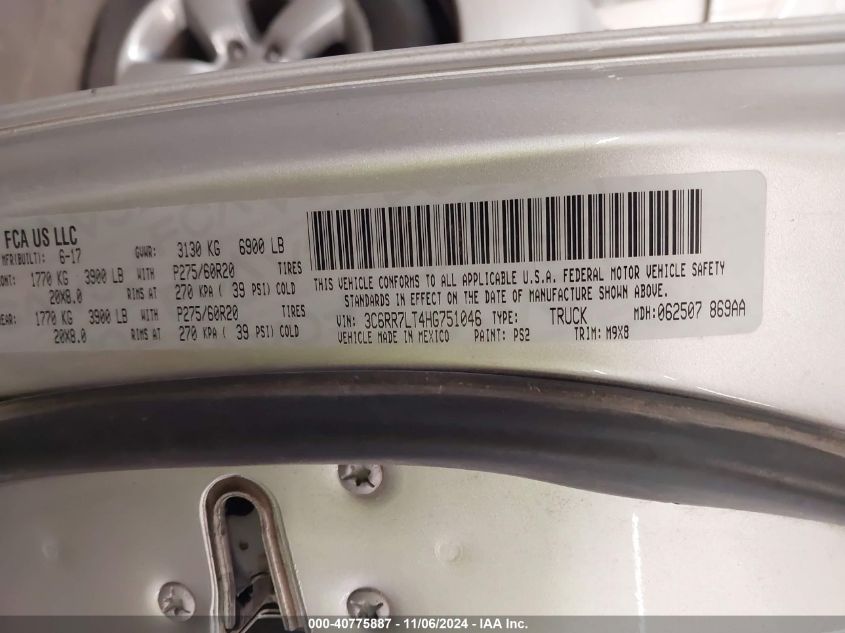 FCA US LLC
MFR(BUILT): 6-17 GVWR: 3130 KG 6900 LB
ONT: 1770 KG 3900 LB WITH P275/60R20 TIRES
20X8.0 RIMS AT 270 KPA ( 39 PSI) COLD
EAR: 1770 KG 3900 LB WITH P275/60R20 TIRES
20X8.0 RIMS AT 270 KPA ( 39 PSI) COLD
THIS VEHICLE CONFORMS TO ALL APPLICABLE U.S.A. FEDERAL MOTOR VEHICLE SAFETY
STANDARDS IN EFFECT ON THE DATE OF MANUFACTURE SHOWN ABOVE.
VIN: 3C6RR7LT4HG751046 TYPE: TRUCK MDH:062507 869AA
VEHICLE MADE IN MEXICO PAINT: PS2 TRIM: M9X8
000-40775887 - 11/06/2024 - IAA Inc.